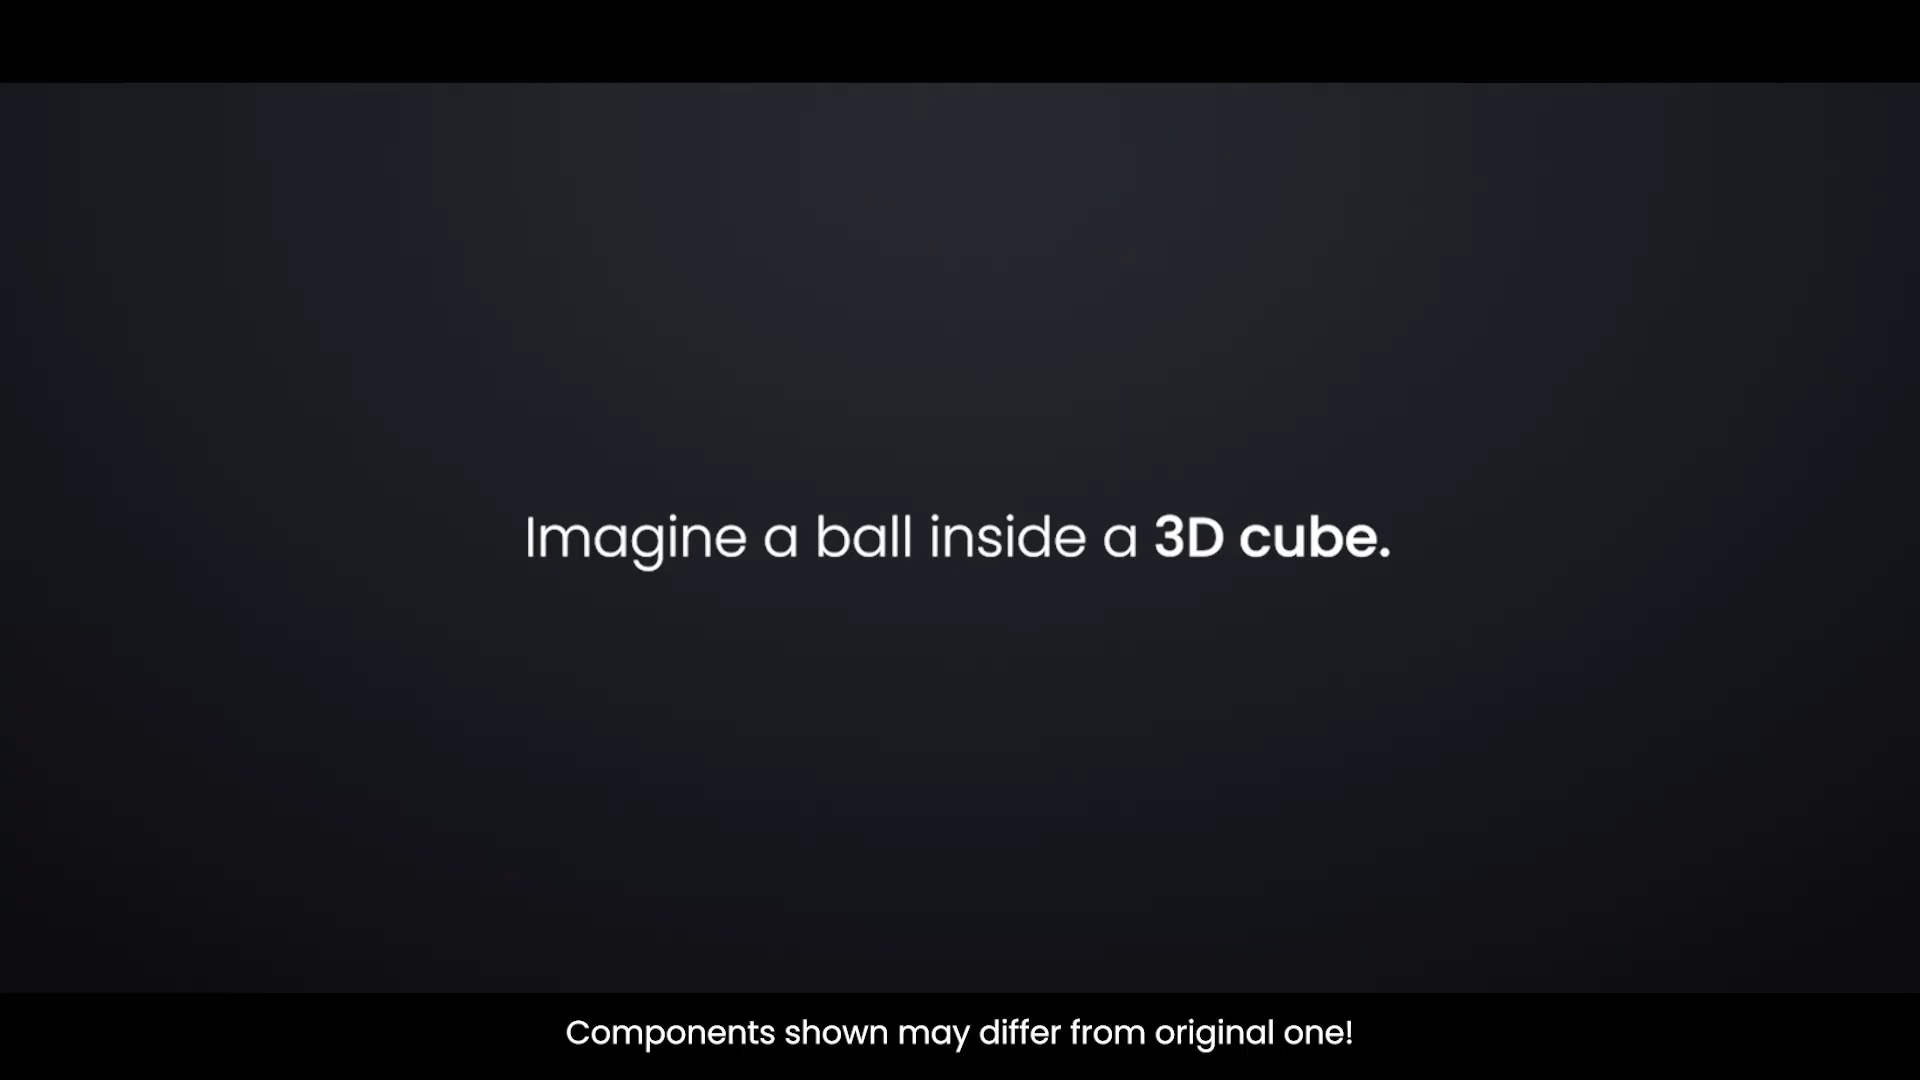 Imagine a ball inside a 3D cube.
Components shown may differ from original one!